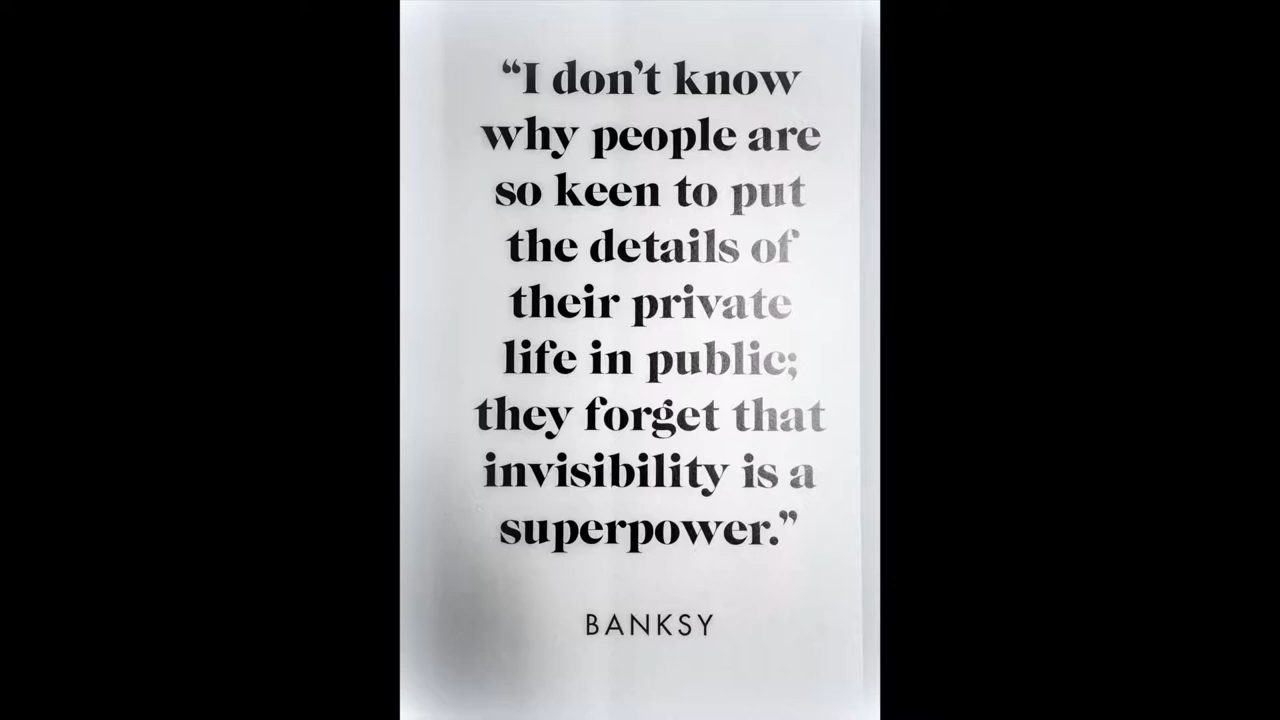 “I don’t know
why people are
so keen to put
the details of
their private
life in public;
they forget that
invisibility is a
superpower.”
BANKSY